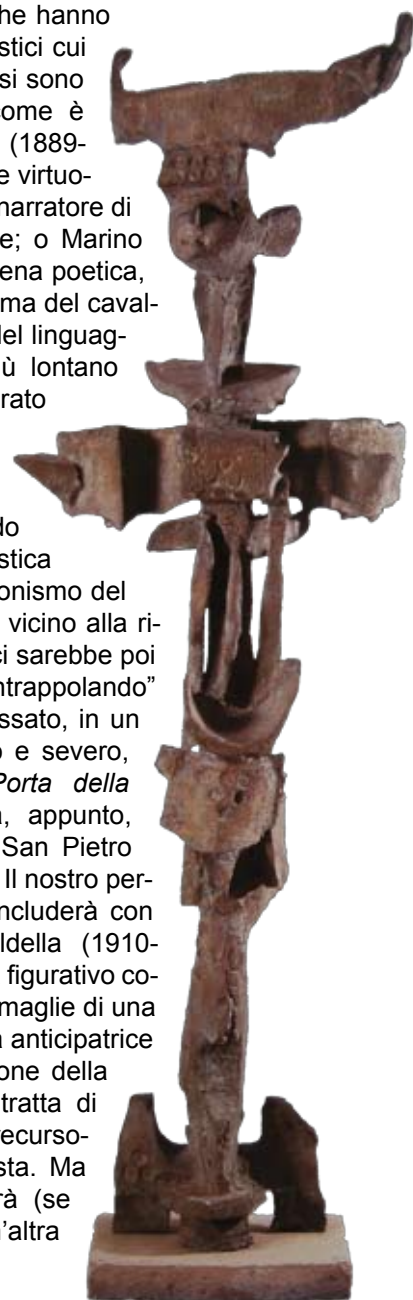 he hanno
stici cui
si sono
come è
(1889-
e virtuo-
narratore di
e; o Marino
ena poetica,
ma del caval-
del linguag-
ù lontano
rato
do
stica
onismo del
vicino alla ri-
ci sarebbe poi
ntrappolando”
ssato, in un
o e severo,
Porta della
a, appunto,
San Pietro
Il nostro per-
ncluderà con
ldella (1910-
figurativo co-
maglie di una
a anticipatrice
one della
tratta di
recurso-
sta. Ma
rà (se
n’altra